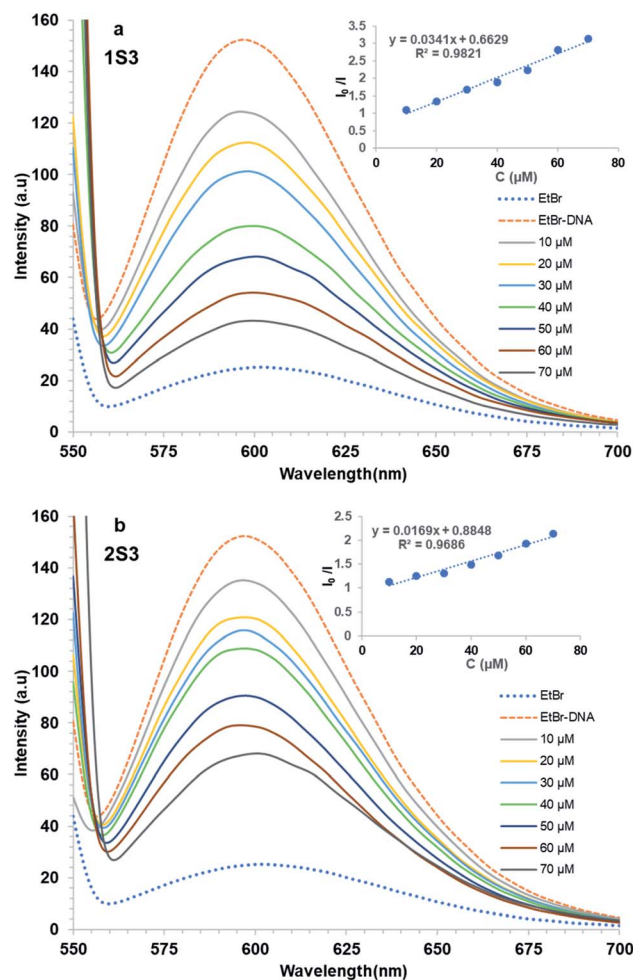 160
140
120
100
80
60
40
20
0
Intensity (a.u)
a
1S3
y = 0.0341x + 0.6629
R² = 0.9821
3.5
3
2.5
2
1.5
1
0.5
0
I₀ /I
0 20 40 60 80
C (µM)
EtBr
EtBr-DNA
10 µM
20 µM
30 µM
40 µM
50 µM
60 µM
70 µM
550 575 600 625 650 675 700
Wavelength(nm)
160
140
120
100
80
60
40
20
0
Intensity (a.u)
b
2S3
y = 0.0169x + 0.8848
R² = 0.9686
2.5
2
1.5
1
0.5
0
I₀ /I
0 20 40 60 80
C (µM)
EtBr
EtBr-DNA
10 µM
20 µM
30 µM
40 µM
50 µM
60 µM
70 µM
550 575 600 625 650 675 700
Wavelength (nm)